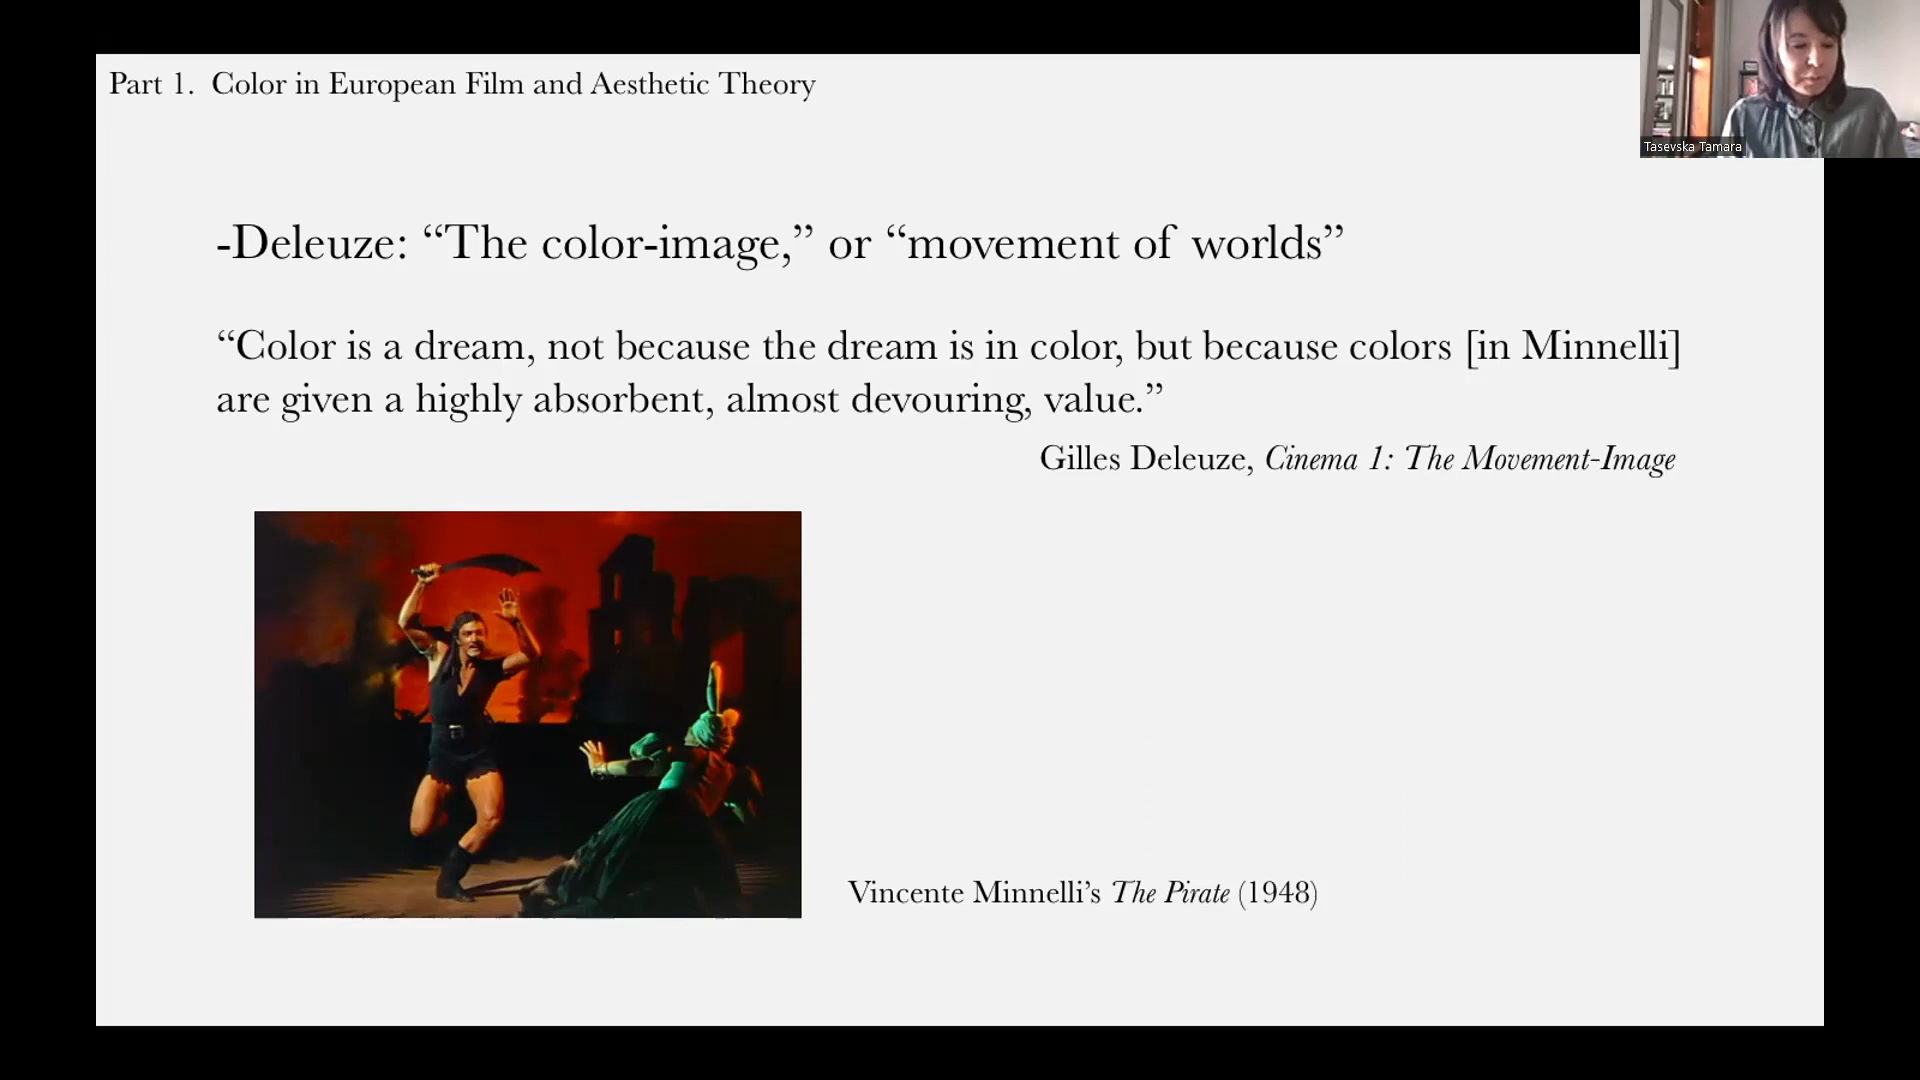 Part 1.  Color in European Film and Aesthetic Theory
Tasevska Tamara
-Deleuze: “The color-image,” or “movement of worlds”
“Color is a dream, not because the dream is in color, but because colors [in Minnelli]
are given a highly absorbent, almost devouring, value.”
Gilles Deleuze, Cinema 1: The Movement-Image
Vincente Minnelli’s The Pirate (1948)